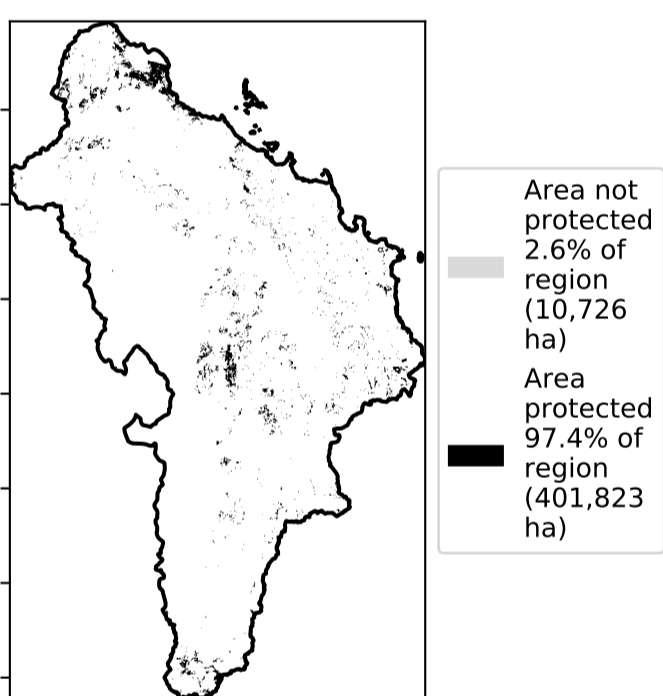 Area not
protected
2.6% of
region
(10,726
ha)
Area
protected
97.4% of
region
(401,823
ha)